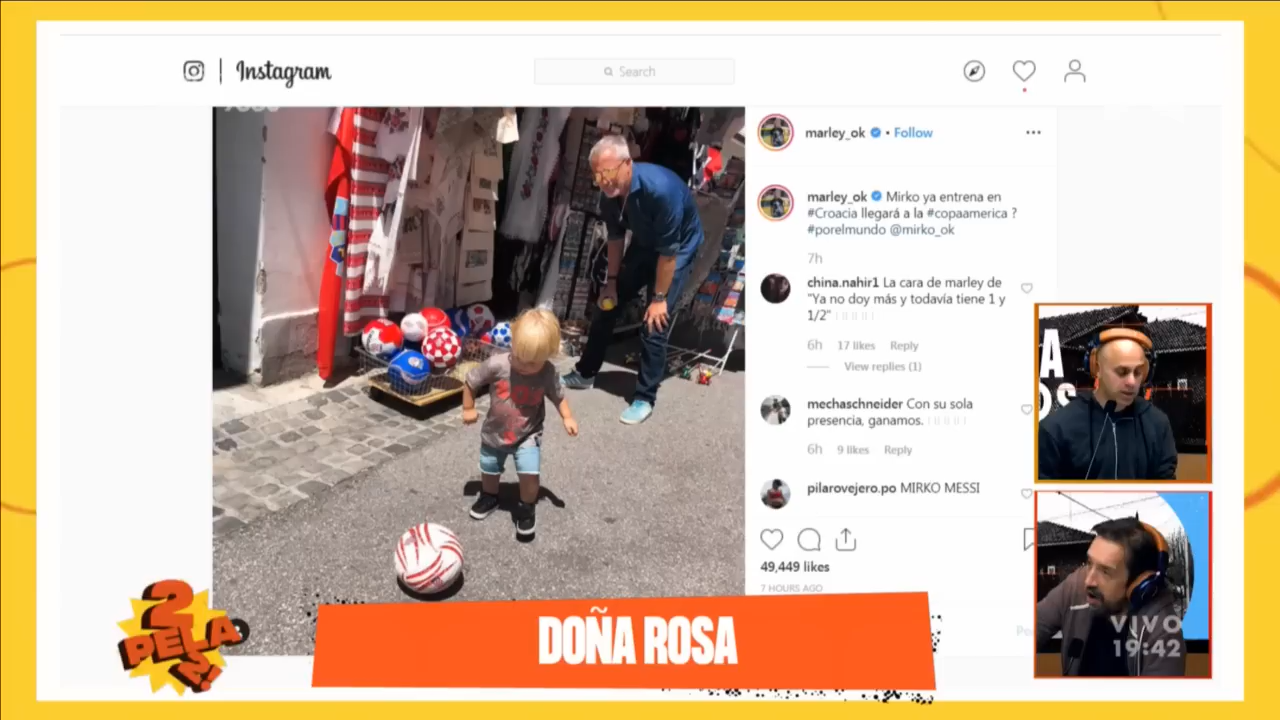 Instagram
Search
marley_ok • Follow
marley_ok Mirko ya entrena en
#Croacia llegará a la #copaamerica ?
#porelmundo @mirko_ok
7h
china.nahir1 La cara de marley de
"Ya no doy más y todavía tiene 1 y
1/2"
6h 17 likes Reply
View replies (1)
mechaschneider Con su sola
presencia, ganamos.
6h 9 likes Reply
pilarovejero.po MIRKO MESSI
49,449 likes
7 HOURS AGO
2
PELA
2!
DOÑA ROSA
VIVO
19:42